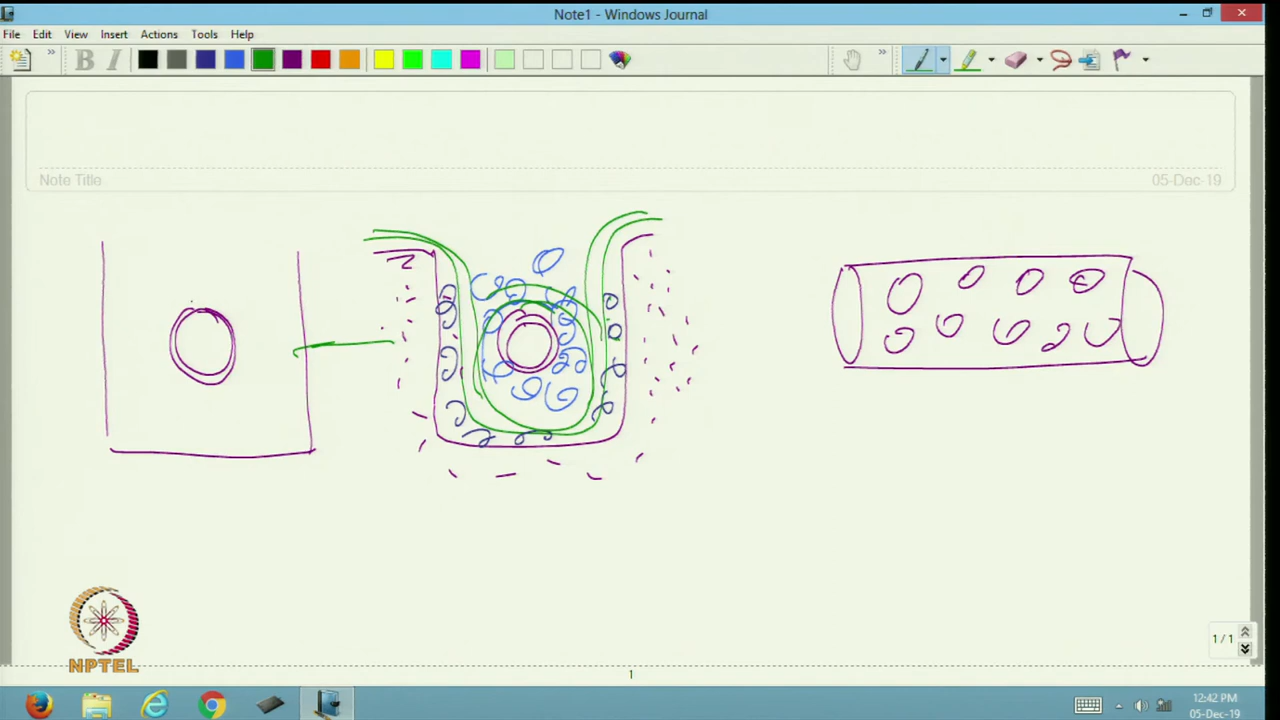 Note1 - Windows Journal
File Edit View Insert Actions Tools Help
B I
Note Title
05-Dec-19
1 / 1
NPTEL
1
12:42 PM
05-Dec-19